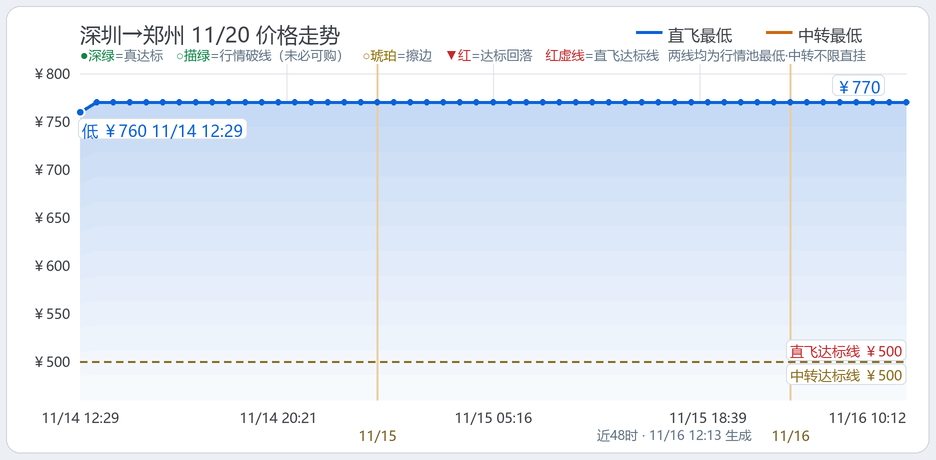 深圳→郑州 11/20 价格走势
直飞最低 中转最低
●深绿=真达标 ○描绿=行情破线（未必可购） ○琥珀=擦边 ▼红=达标回落 红虚线=直飞达标线 两线均为行情池最低·中转不限直挂
¥800
¥770
¥750
低 ¥760 11/14 12:29
¥700
¥650
¥600
¥550
¥500
直飞达标线 ¥500
中转达标线 ¥500
11/14 12:29 11/14 20:21 11/15 05:16 11/15 18:39 11/16 10:12
11/15 近48时 · 11/16 12:13 生成 11/16